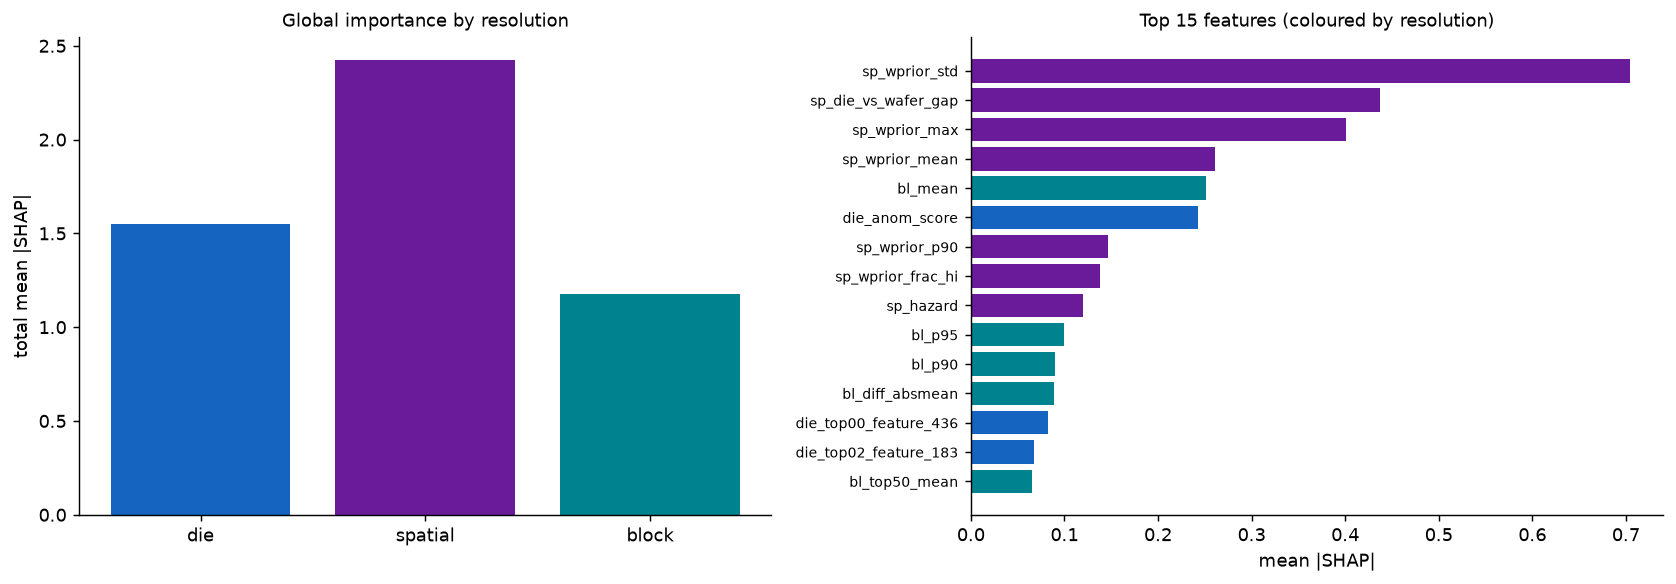 Global importance by resolution
total mean |SHAP|
2.5
2.0
1.5
1.0
0.5
0.0
die
spatial
block
Top 15 features (coloured by resolution)
sp_wprior_std
sp_die_vs_wafer_gap
sp_wprior_max
sp_wprior_mean
bl_mean
die_anom_score
sp_wprior_p90
sp_wprior_frac_hi
sp_hazard
bl_p95
bl_p90
bl_diff_absmean
die_top00_feature_436
die_top02_feature_183
bl_top50_mean
0.0 0.1 0.2 0.3 0.4 0.5 0.6 0.7
mean |SHAP|